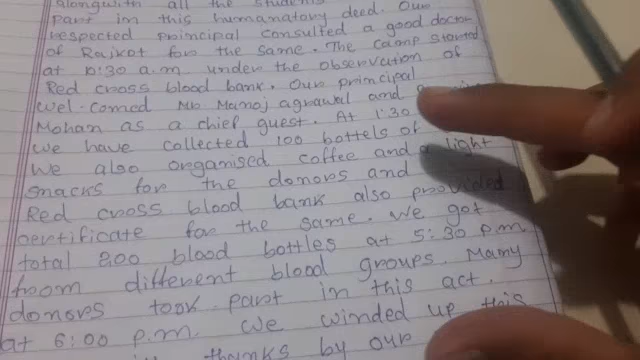 alongwith all the students
part in this humanatary deed. Our
respected principal consulted a good doctor
of Rajkot for the same. The camp started
at 10:30 a.m under the observation of
Red cross blood bank. Our principal
wel-comed Mr Manoj agrawal and
Mohan as a chief guest. At 1:30
we have collected 100 bottels of
We also organised coffee and a light
snacks for the donors and
Red cross blood bank also provided
certificate for the same. We got
total 200 blood bottles at 5:30 p.m.
from different blood groups. Many
donors took part in this act.
at 6:00 p.m. We winded up this
thanks by our